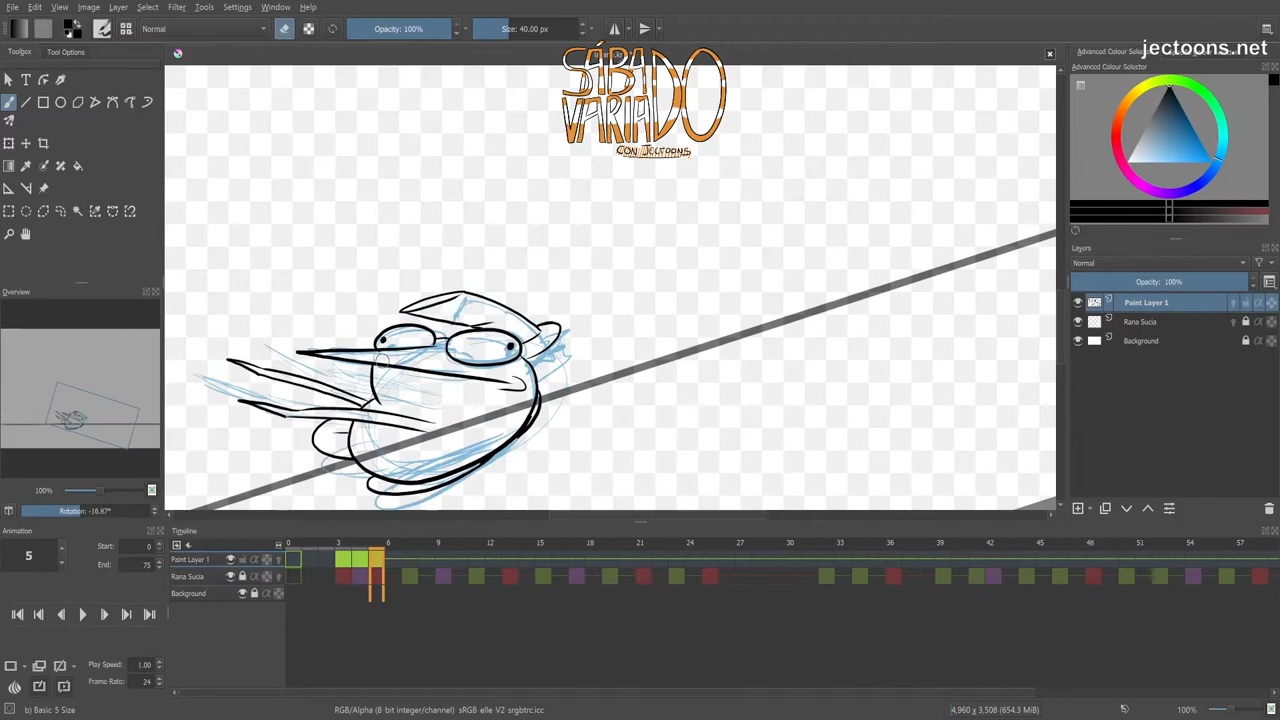 File Edit View Image Layer Select Filter Tools Settings Window Help
Normal
Opacity: 100%
Size: 40.00 px
jectoons.net
Toolbox
Tool Options
Advanced Colour Selector
SÁBA
VARIADO
CON JECTOONS
Overview
100%
Rotation: -16.87°
Animation
5
Start: 0
End: 75
Play Speed: 1.00
Frame Rate: 24
Layers
Normal
Opacity: 100%
Paint Layer 1
Rana Sucia
Background
Timeline
0 3 6 9 12 15 18 21 24 27 30 33 36 39 42 45 48 51 54 57
Paint Layer 1
Rana Sucia
Background
b) Basic 5 Size
RGB/Alpha (8 bit integer/channel) sRGB elle V2 srgbtrc.icc
4,960 x 3,508 (654.3 MiB)
100%